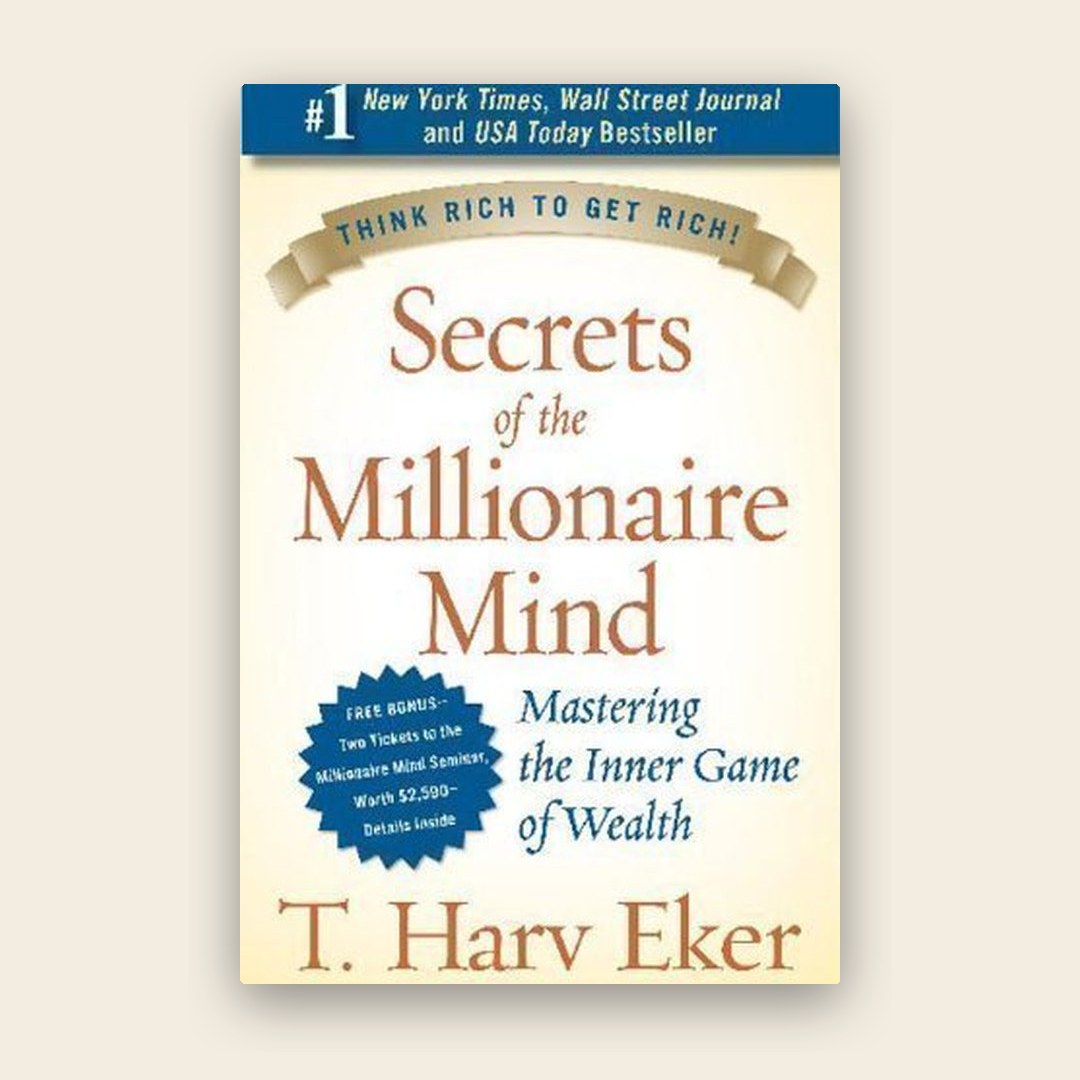 #1 New York Times, Wall Street Journal
and USA Today Bestseller
THINK RICH TO GET RICH!
Secrets
of the
Millionaire
Mind
FREE BONUS--
Two Tickets to the
Millionaire Mind Seminar,
Worth $2,590--
Details Inside
Mastering
the Inner Game
of Wealth
T. Harv Eker